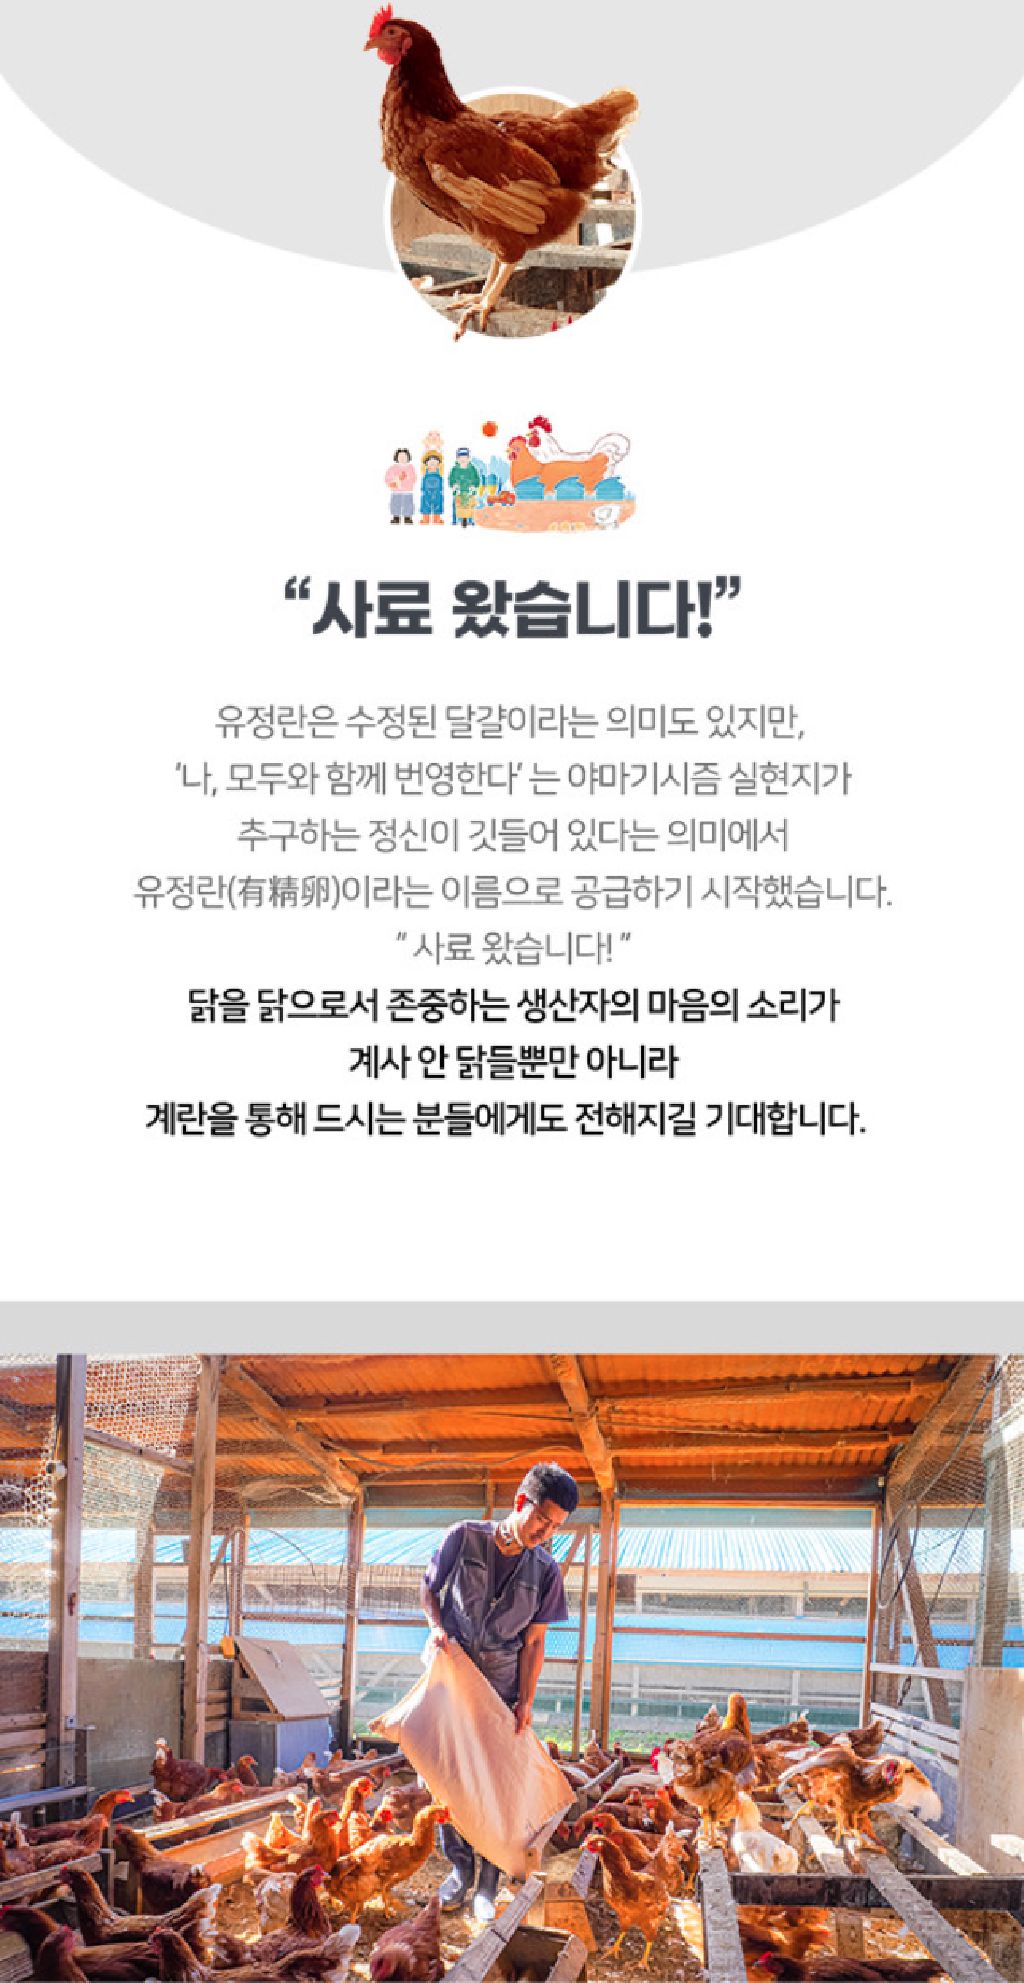 “사료 왔습니다!”
유정란은 수정된 달걀이라는 의미도 있지만,
‘나, 모두와 함께 번영한다’ 는 야마기시즘 실현지가
추구하는 정신이 깃들어 있다는 의미에서
유정란(有精卵)이라는 이름으로 공급하기 시작했습니다.
” 사료 왔습니다! ”
닭을 닭으로서 존중하는 생산자의 마음의 소리가
계사 안 닭들뿐만 아니라
계란을 통해 드시는 분들에게도 전해지길 기대합니다.